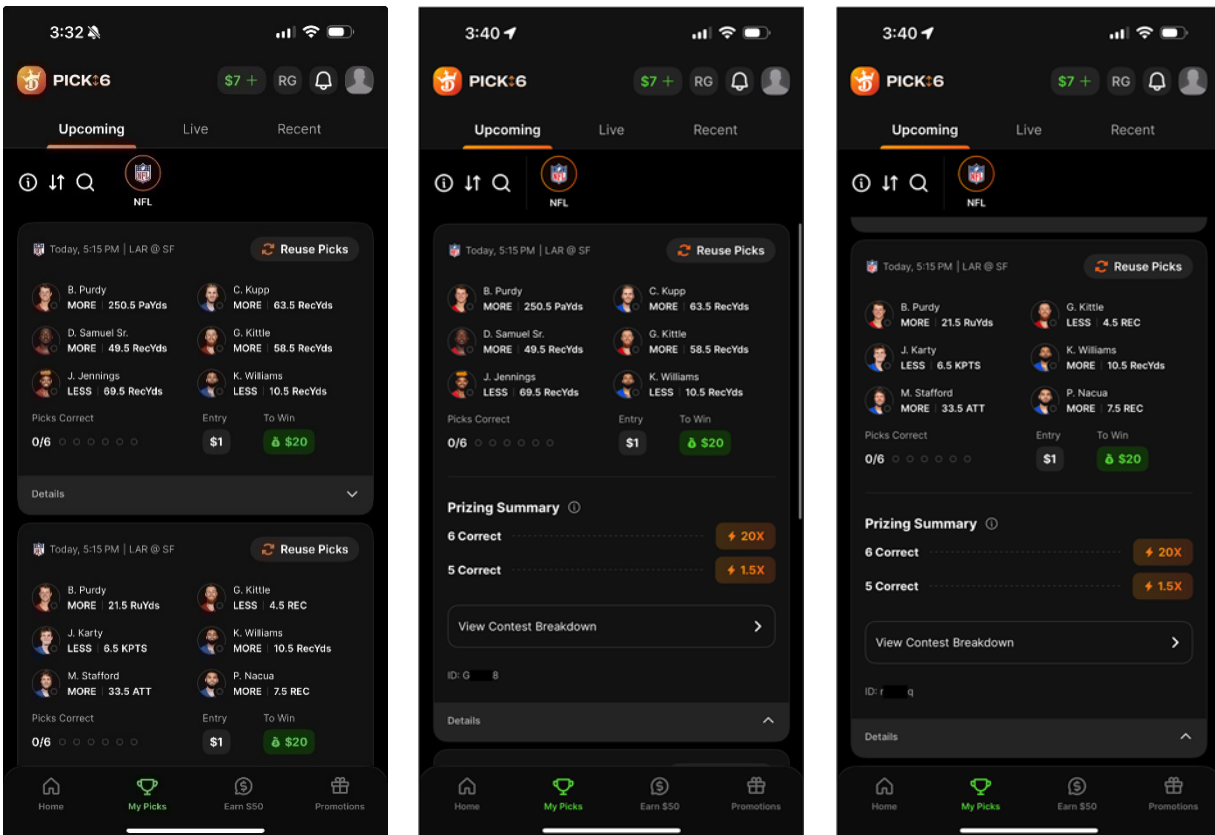 3:32
PICK↕6
$7 +
RG
Upcoming
Live
Recent
NFL
Today, 5:15 PM | LAR @ SF
Reuse Picks
B. Purdy
MORE | 250.5 PaYds
C. Kupp
MORE | 63.5 RecYds
D. Samuel Sr.
MORE | 49.5 RecYds
G. Kittle
MORE | 58.5 RecYds
J. Jennings
LESS | 69.5 RecYds
K. Williams
LESS | 10.5 RecYds
Picks Correct
Entry
To Win
0/6
$1
$20
Details
Today, 5:15 PM | LAR @ SF
Reuse Picks
B. Purdy
MORE | 21.5 RuYds
G. Kittle
LESS | 4.5 REC
J. Karty
LESS | 6.5 KPTS
K. Williams
MORE | 10.5 RecYds
M. Stafford
MORE | 33.5 ATT
P. Nacua
MORE | 7.5 REC
Picks Correct
Entry
To Win
0/6
$1
$20
Home
My Picks
Earn $50
Promotions
3:40
PICK↕6
$7 +
RG
Upcoming
Live
Recent
NFL
Today, 5:15 PM | LAR @ SF
Reuse Picks
B. Purdy
MORE | 250.5 PaYds
C. Kupp
MORE | 63.5 RecYds
D. Samuel Sr.
MORE | 49.5 RecYds
G. Kittle
MORE | 58.5 RecYds
J. Jennings
LESS | 69.5 RecYds
K. Williams
LESS | 10.5 RecYds
Picks Correct
Entry
To Win
0/6
$1
$20
Prizing Summary
6 Correct
20X
5 Correct
1.5X
View Contest Breakdown
ID: G 8
Details
Home
My Picks
Earn $50
Promotions
3:40
PICK↕6
$7 +
RG
Upcoming
Live
Recent
NFL
Today, 5:15 PM | LAR @ SF
Reuse Picks
B. Purdy
MORE | 21.5 RuYds
G. Kittle
LESS | 4.5 REC
J. Karty
LESS | 6.5 KPTS
K. Williams
MORE | 10.5 RecYds
M. Stafford
MORE | 33.5 ATT
P. Nacua
MORE | 7.5 REC
Picks Correct
Entry
To Win
0/6
$1
$20
Prizing Summary
6 Correct
20X
5 Correct
1.5X
View Contest Breakdown
ID: r q
Details
Home
My Picks
Earn $50
Promotions